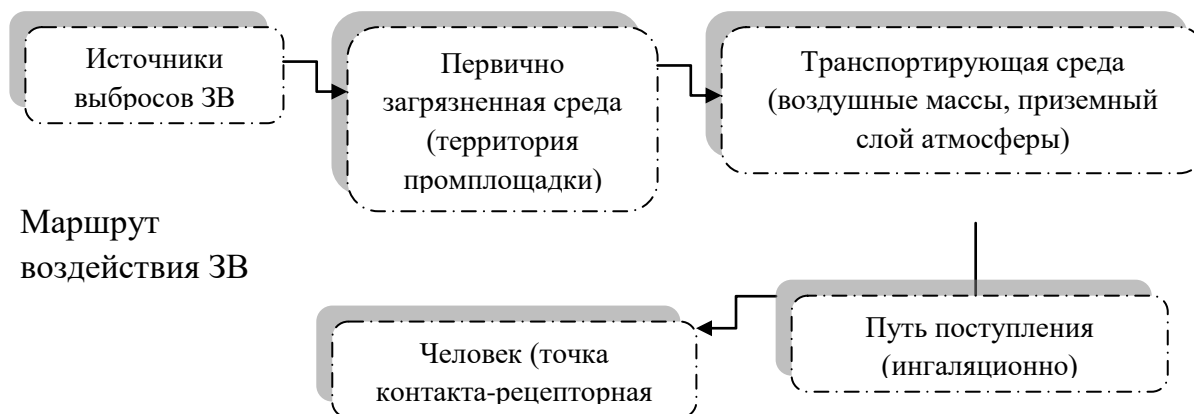 Источники
выбросов ЗВ
Первично
загрязненная среда
(территория
промплощадки)
Транспортирующая среда
(воздушные массы, приземный
слой атмосферы)
Маршрут
воздействия ЗВ
Путь поступления
(ингаляционно)
Человек (точка
контакта-рецепторная